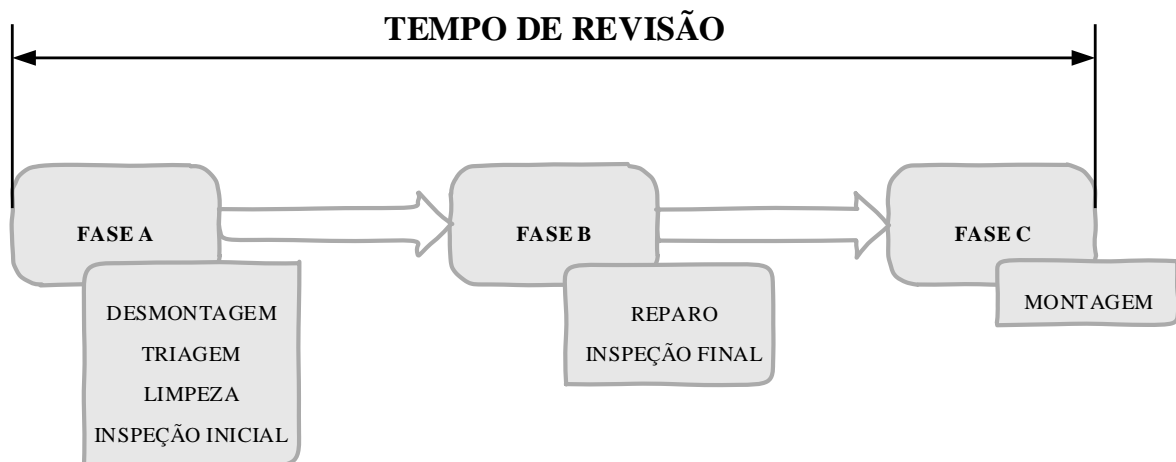 TEMPO DE REVISÃO
FASE A
DESMONTAGEM
TRIAGEM
LIMPEZA
INSPEÇÃO INICIAL
FASE B
REPARO
INSPEÇÃO FINAL
FASE C
MONTAGEM